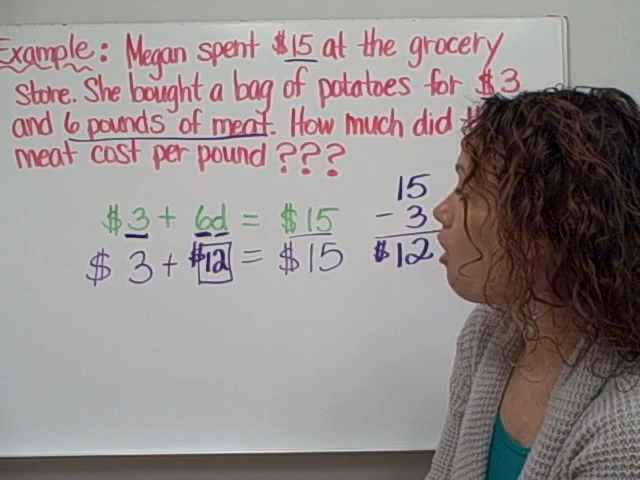 Example: Megan spent $15 at the grocery
store. She bought a bag of potatoes for $3
and 6 pounds of meat. How much did
meat cost per pound ???
$3 + 6d = $15
$3 + $12 = $15
15
- 3
$12